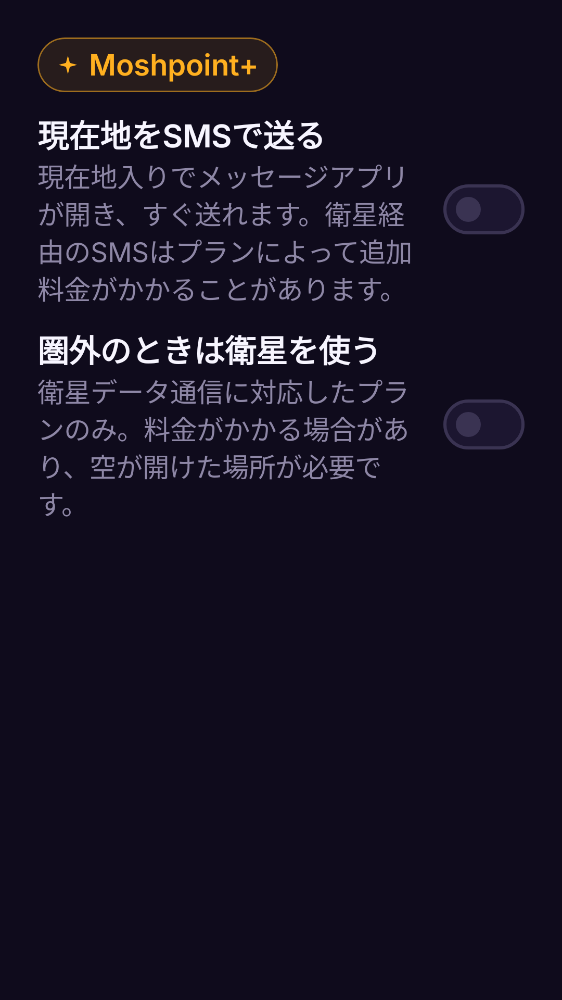 Moshpoint+
現在地をSMSで送る
現在地入りでメッセージアプリ
が開き、すぐ送れます。衛星経
由のSMSはプランによって追加
料金がかかることがあります。
圏外のときは衛星を使う
衛星データ通信に対応したプラ
ンのみ。料金がかかる場合があ
り、空が開けた場所が必要で
す。